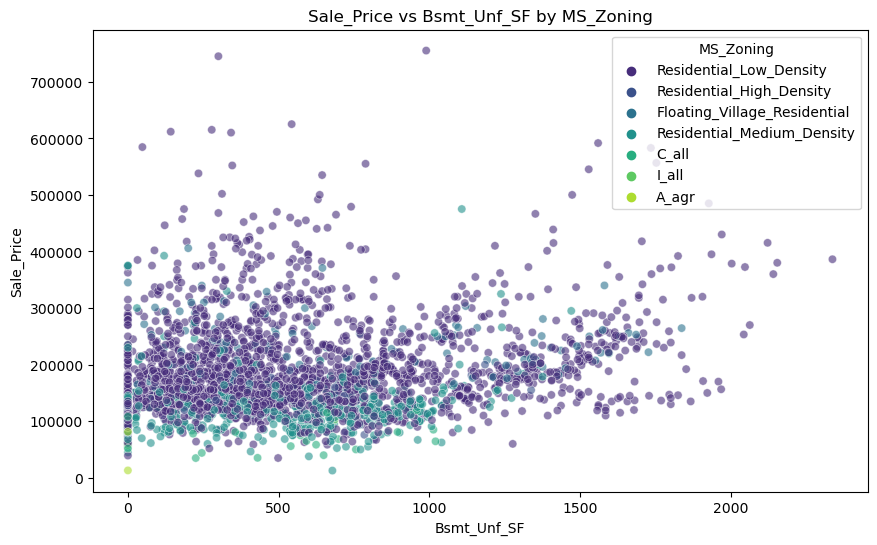 Sale_Price vs Bsmt_Unf_SF by MS_Zoning
MS_Zoning
Residential_Low_Density
Residential_High_Density
Floating_Village_Residential
Residential_Medium_Density
C_all
I_all
A_agr
700000
600000
500000
400000
300000
200000
100000
0
Sale_Price
0
500
1000
1500
2000
Bsmt_Unf_SF